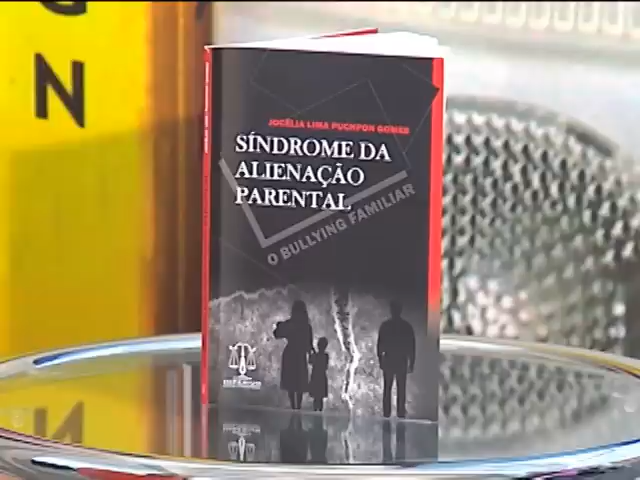 G
N
JOCÉLIA LIMA PUCHPON GOMES
SÍNDROME DA
ALIENAÇÃO
PARENTAL
O BULLYING FAMILIAR